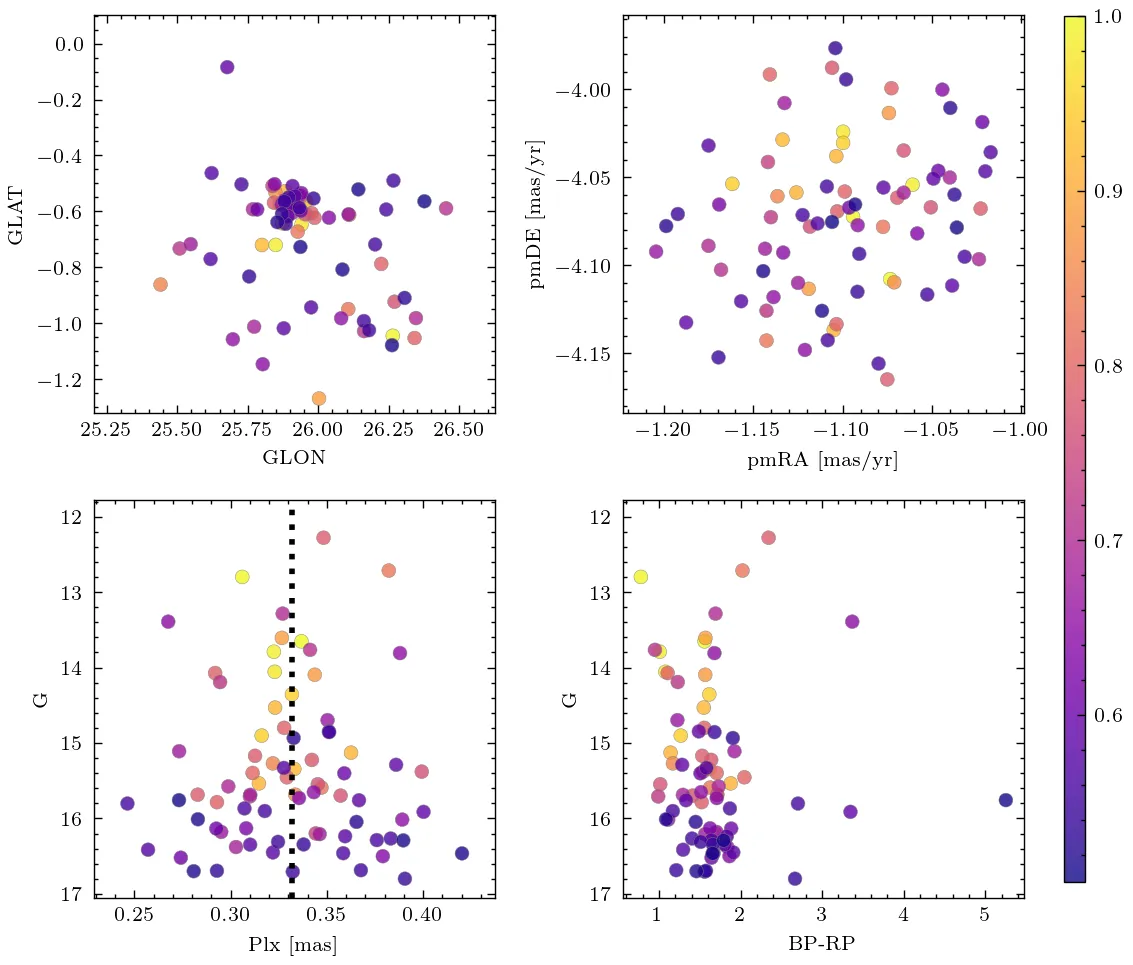 0.0
−0.2
−0.4
−0.6
−0.8
−1.0
−1.2
GLAT
25.25 25.50 25.75 26.00 26.25 26.50
GLON
−4.00
−4.05
−4.10
−4.15
pmDE [mas/yr]
−1.20 −1.15 −1.10 −1.05 −1.00
pmRA [mas/yr]
1.0
0.9
0.8
0.7
0.6
12
13
14
15
16
17
G
0.25 0.30 0.35 0.40
Plx [mas]
12
13
14
15
16
17
G
1 2 3 4 5
BP-RP